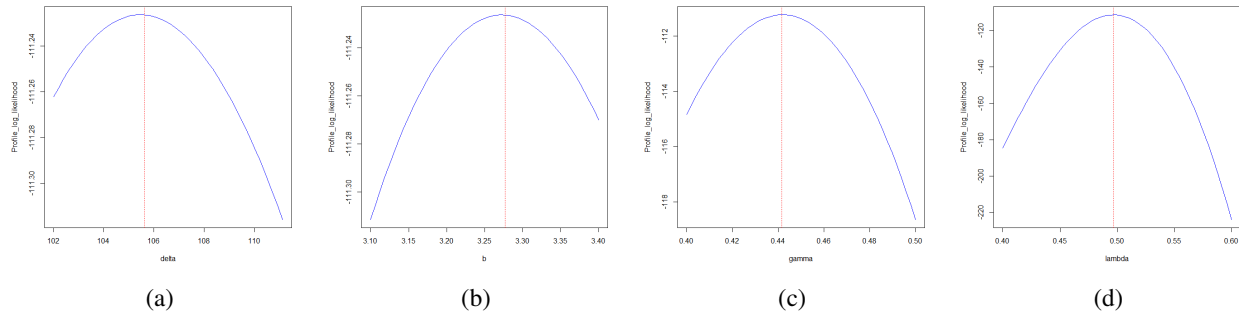 Profile_log_likelihood
-111.24
-111.26
-111.28
-111.30
102 104 106 108 110
delta
(a)
Profile_log_likelihood
-111.24
-111.26
-111.28
-111.30
3.10 3.15 3.20 3.25 3.30 3.35 3.40
b
(b)
Profile_log_likelihood
-112
-114
-116
-118
0.40 0.42 0.44 0.46 0.48 0.50
gamma
(c)
Profile_log_likelihood
-120
-140
-160
-180
-200
-220
0.40 0.45 0.50 0.55 0.60
lambda
(d)